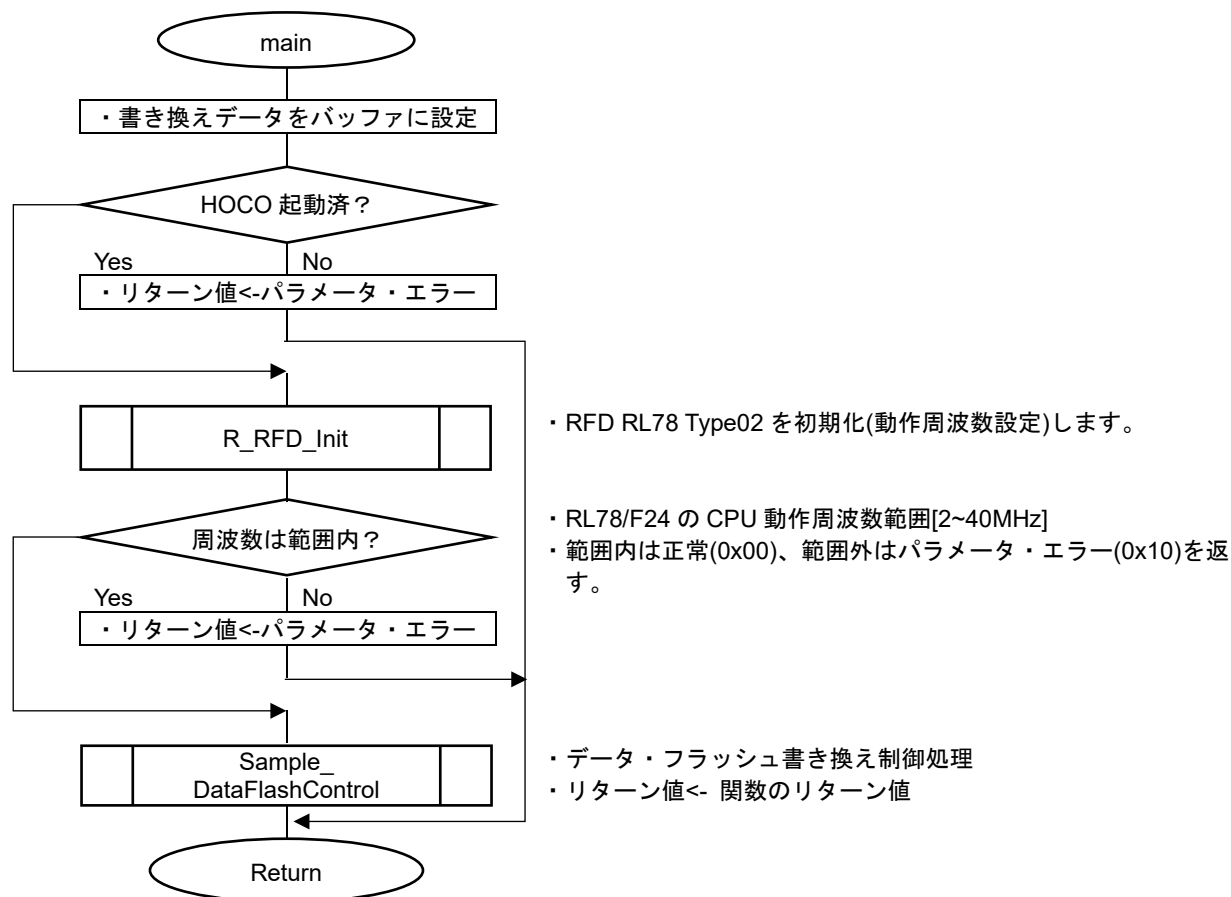 main
・書き換えデータをバッファに設定
HOCO 起動済？
Yes No
・リターン値<-パラメータ・エラー
R_RFD_Init
・RFD RL78 Type02 を初期化(動作周波数設定)します。
周波数は範囲内？
・RL78/F24 の CPU 動作周波数範囲[2~40MHz]
・範囲内は正常(0x00)、範囲外はパラメータ・エラー(0x10)を返
す。
Yes No
・リターン値<-パラメータ・エラー
Sample_
DataFlashControl
・データ・フラッシュ書き換え制御処理
・リターン値<- 関数のリターン値
Return